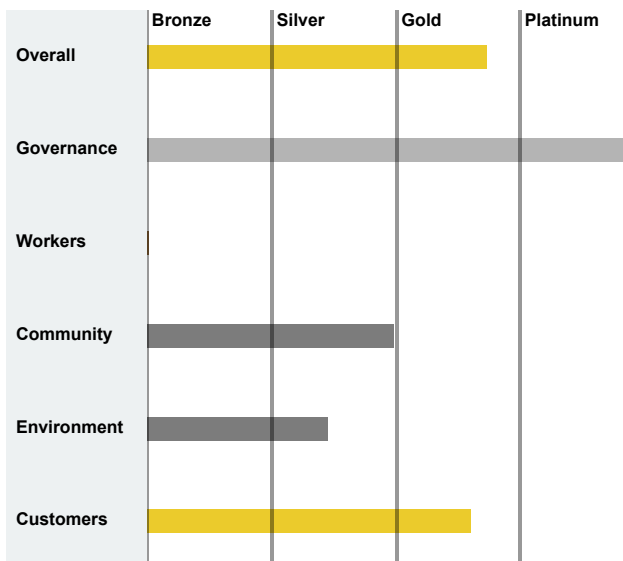 Bronze Silver Gold Platinum
Overall
Governance
Workers
Community
Environment
Customers